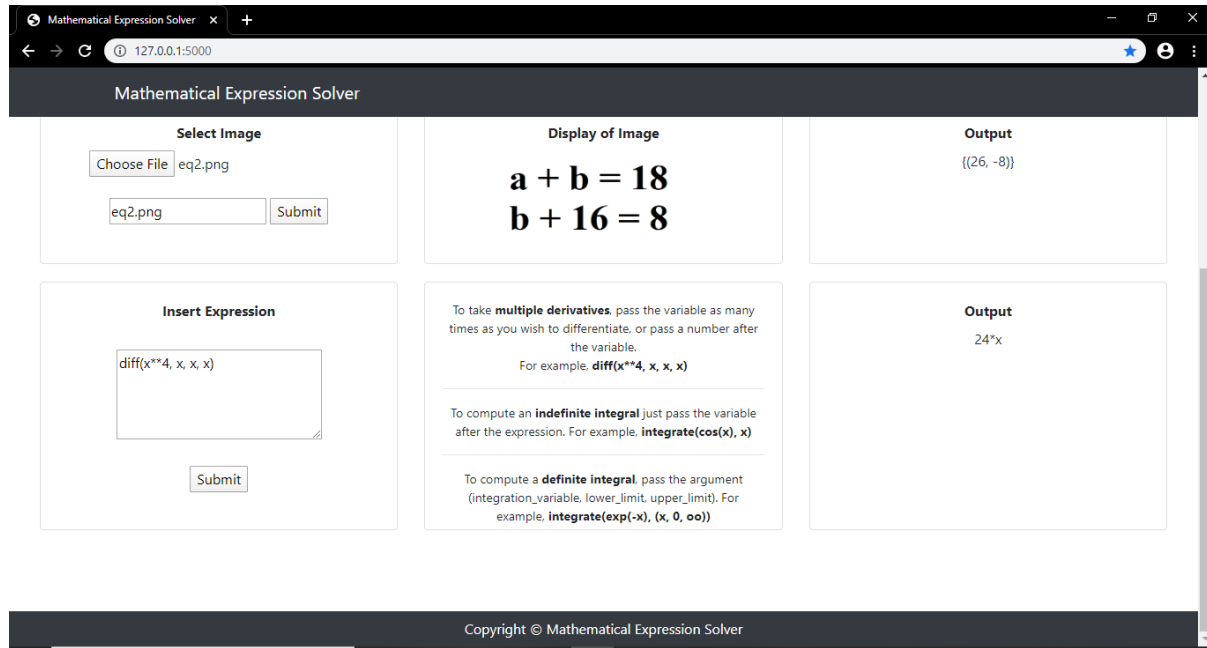 Mathematical Expression Solver
127.0.0.1:5000
Mathematical Expression Solver
Select Image
Choose File eq2.png
eq2.png Submit
Display of Image
a + b = 18
b + 16 = 8
Output
{(26, -8)}
Insert Expression
diff(x**4, x, x, x)
Submit
To take multiple derivatives, pass the variable as many
times as you wish to differentiate, or pass a number after
the variable.
For example, diff(x**4, x, x, x)
To compute an indefinite integral just pass the variable
after the expression. For example, integrate(cos(x), x)
To compute a definite integral, pass the argument
(integration_variable, lower_limit, upper_limit). For
example, integrate(exp(-x), (x, 0, oo))
Output
24*x
Copyright © Mathematical Expression Solver